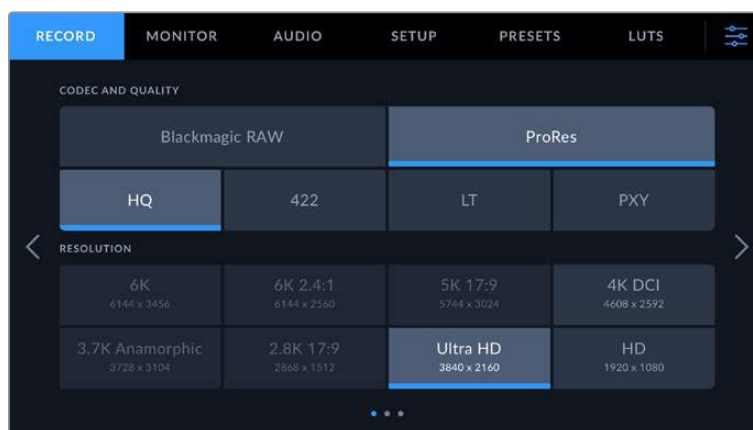 RECORD MONITOR AUDIO SETUP PRESETS LUTS
CODEC AND QUALITY
Blackmagic RAW ProRes
HQ 422 LT PXY
RESOLUTION
6K 6K 2.4:1 5K 17:9 4K DCI
6144 x 3456 6144 x 2560 5744 x 3024 4608 x 2592
3.7K Anamorphic 2.8K 17:9 Ultra HD HD
3728 x 3104 2868 x 1512 3840 x 2160 1920 x 1080